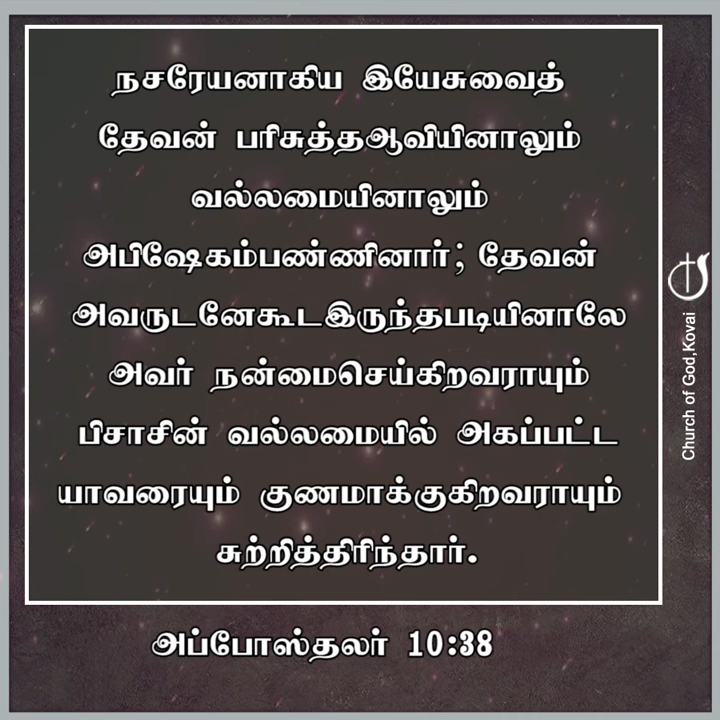 நசரேயனாகிய இயேசுவைத்
தேவன் பரிசுத்தஆவியினாலும்
வல்லமையினாலும்
அபிஷேகம்பண்ணினார்; தேவன்
அவருடனேகூடஇருந்தபடியினாலே
அவர் நன்மைசெய்கிறவராயும்
பிசாசின் வல்லமையில் அகப்பட்ட
யாவரையும் குணமாக்குகிறவராயும்
சுற்றித்திரிந்தார்.
அப்போஸ்தலர் 10:38
Church of God,Kovai